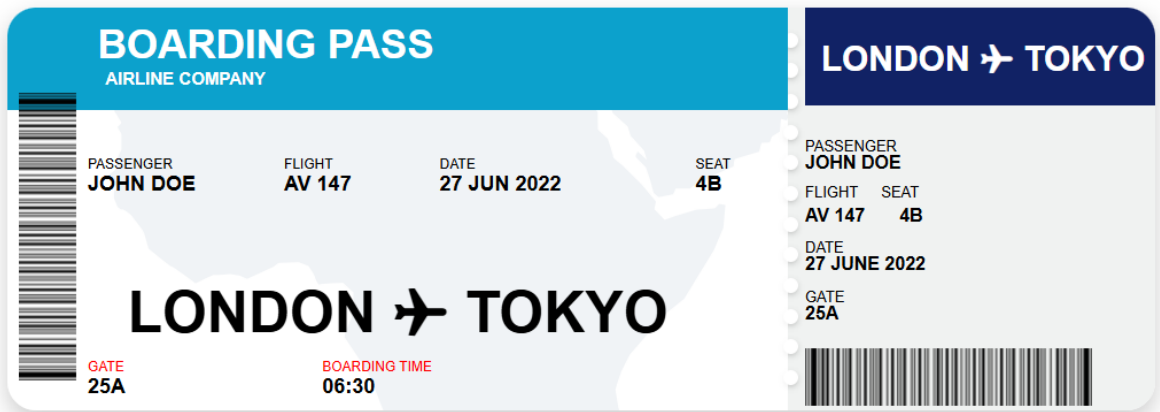 BOARDING PASS
AIRLINE COMPANY
PASSENGER FLIGHT DATE SEAT
JOHN DOE AV 147 27 JUN 2022 4B
LONDON TOKYO
GATE BOARDING TIME
25A 06:30
LONDON TOKYO
PASSENGER
JOHN DOE
FLIGHT SEAT
AV 147 4B
DATE
27 JUNE 2022
GATE
25A